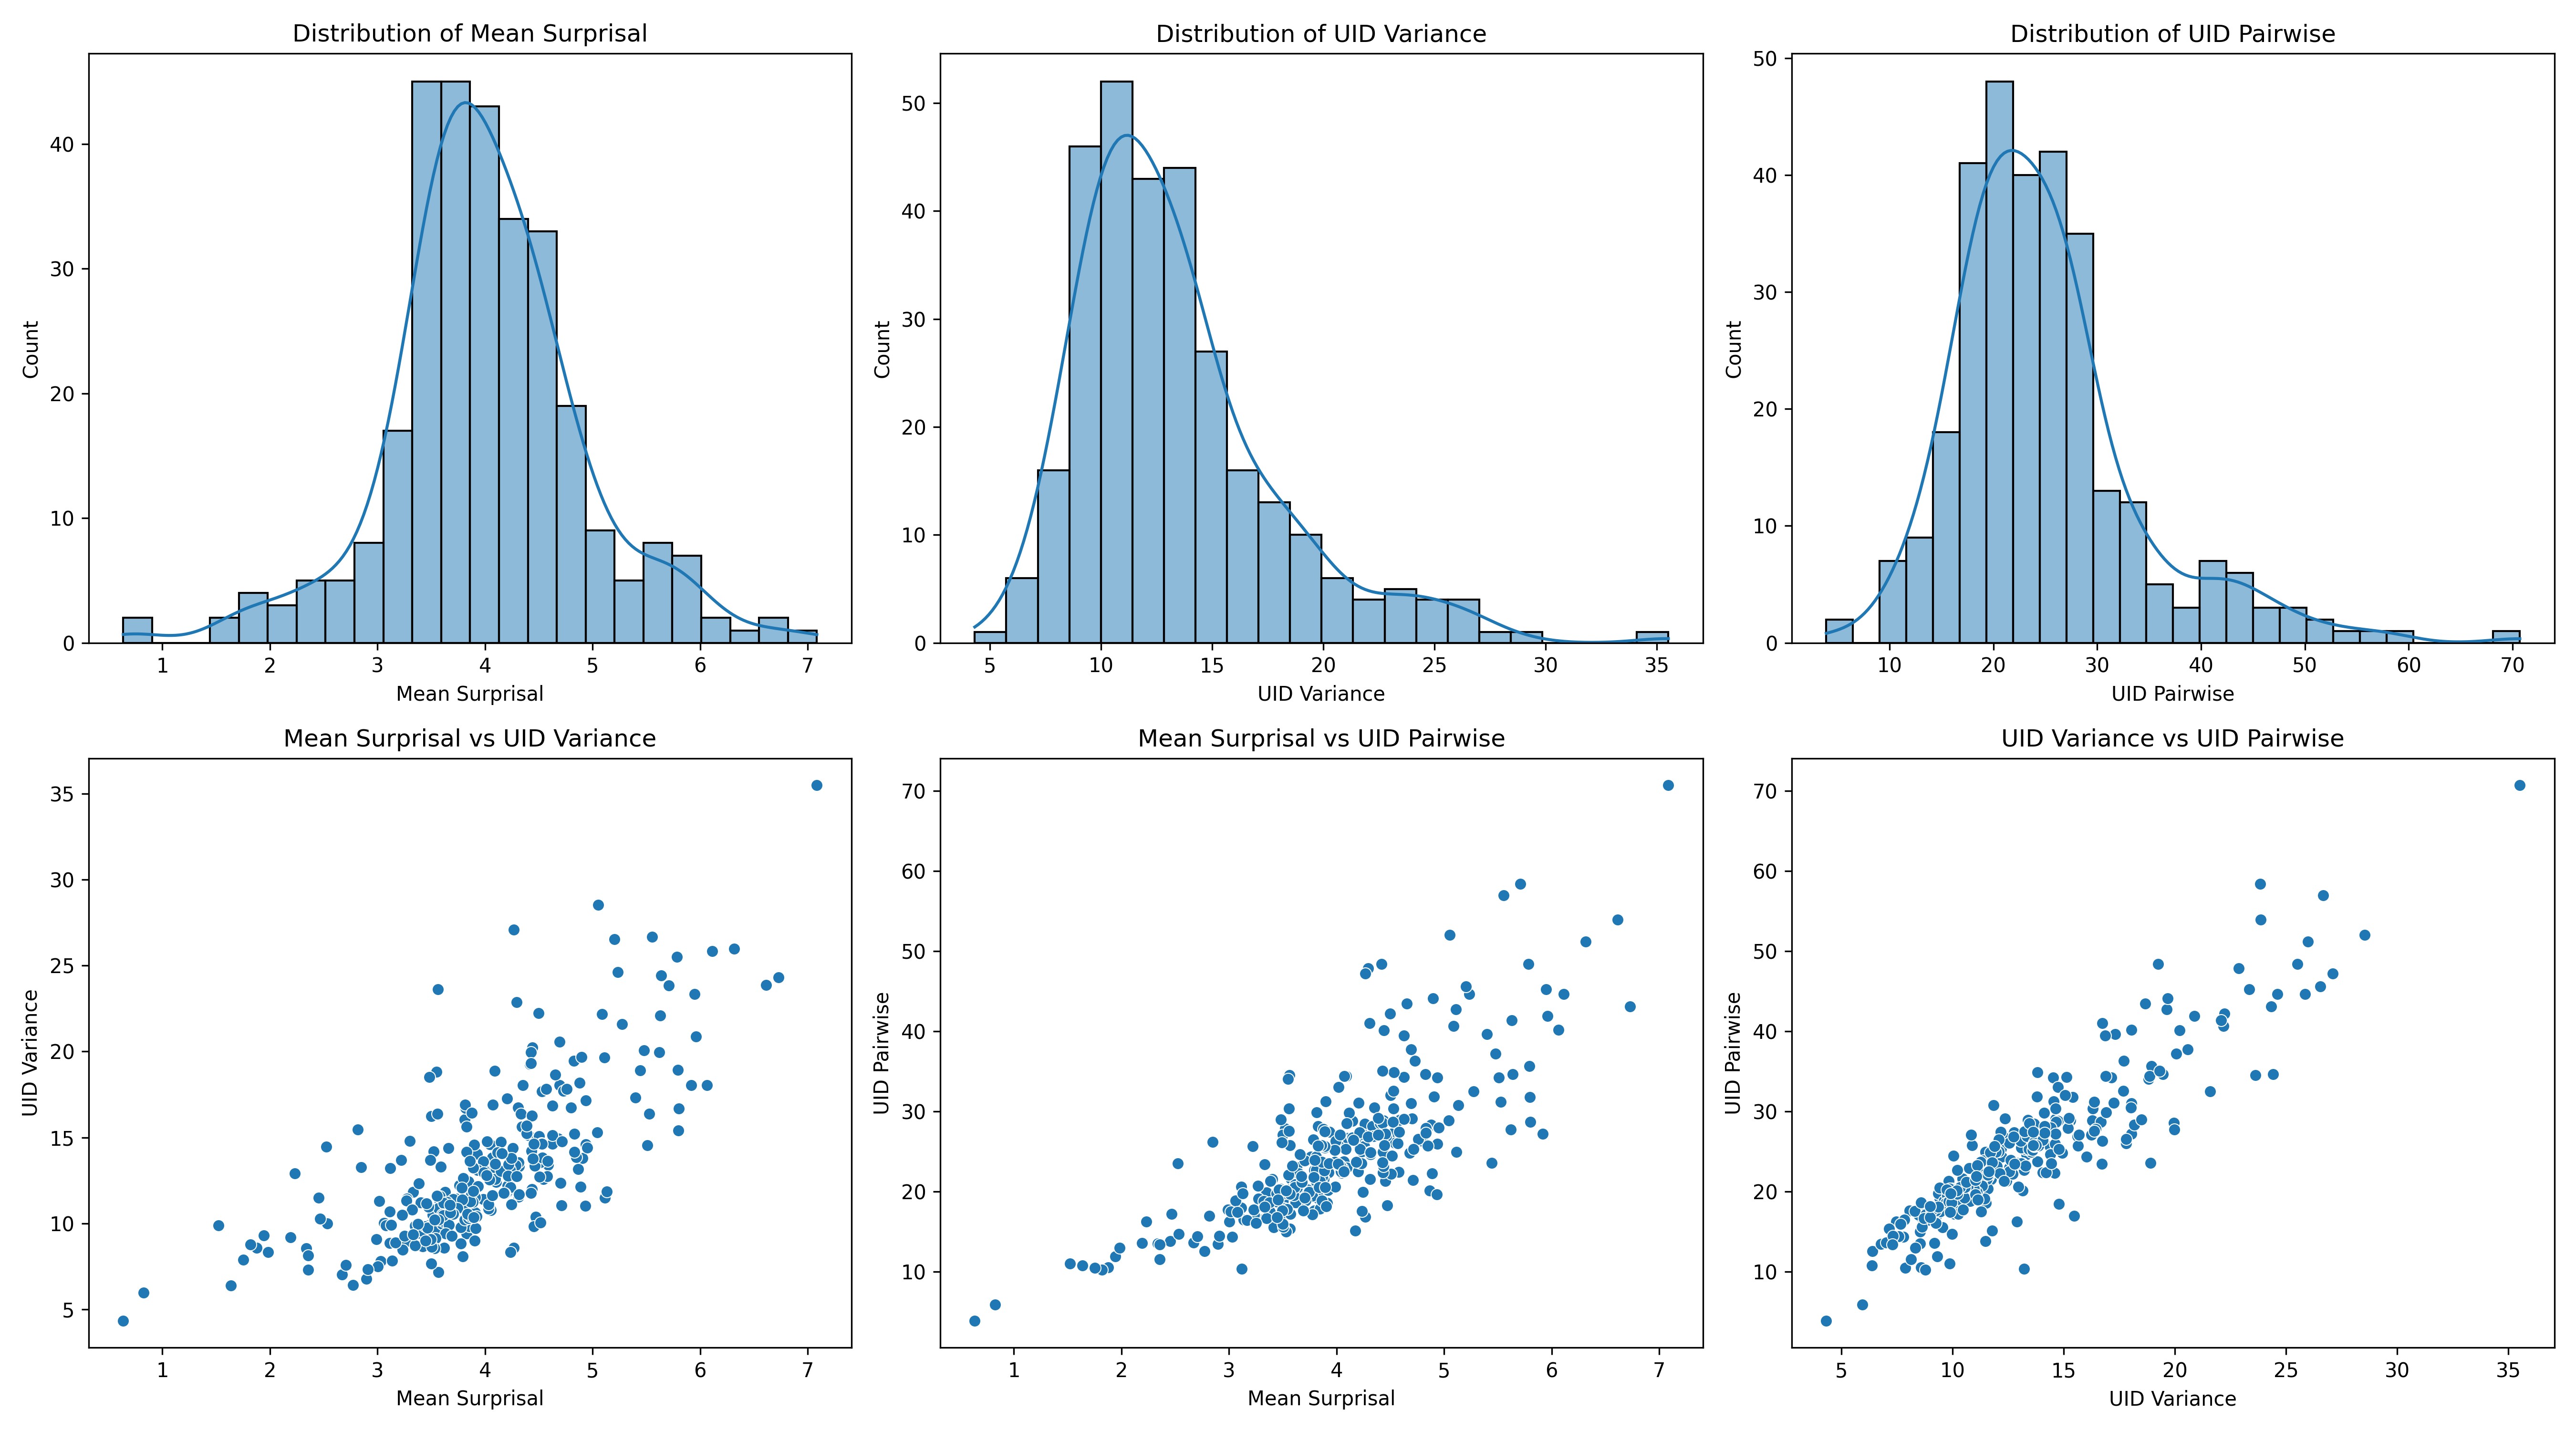 Distribution of Mean Surprisal
Count
40
30
20
10
0
1 2 3 4 5 6 7
Mean Surprisal
Distribution of UID Variance
Count
50
40
30
20
10
0
5 10 15 20 25 30 35
UID Variance
Distribution of UID Pairwise
Count
50
40
30
20
10
0
10 20 30 40 50 60 70
UID Pairwise
Mean Surprisal vs UID Variance
UID Variance
35
30
25
20
15
10
5
1 2 3 4 5 6 7
Mean Surprisal
Mean Surprisal vs UID Pairwise
UID Pairwise
70
60
50
40
30
20
10
1 2 3 4 5 6 7
Mean Surprisal
UID Variance vs UID Pairwise
UID Pairwise
70
60
50
40
30
20
10
5 10 15 20 25 30 35
UID Variance